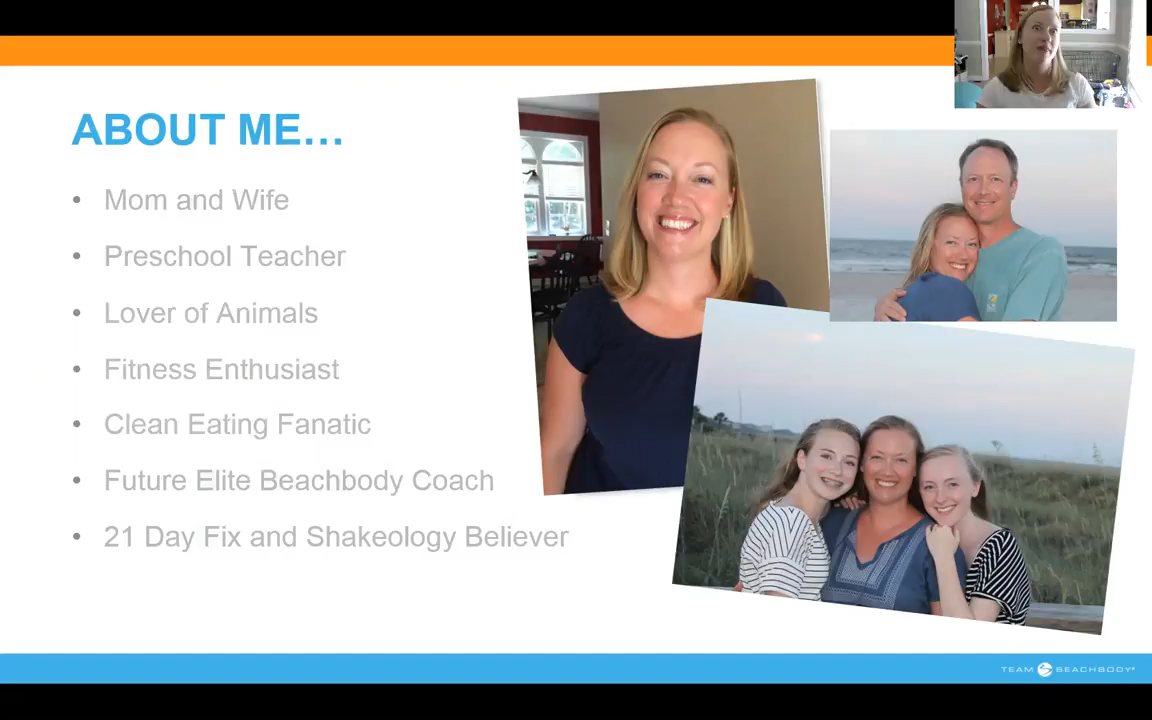 ABOUT ME...
• Mom and Wife
• Preschool Teacher
• Lover of Animals
• Fitness Enthusiast
• Clean Eating Fanatic
• Future Elite Beachbody Coach
• 21 Day Fix and Shakeology Believer
TEAM BEACHBODY®